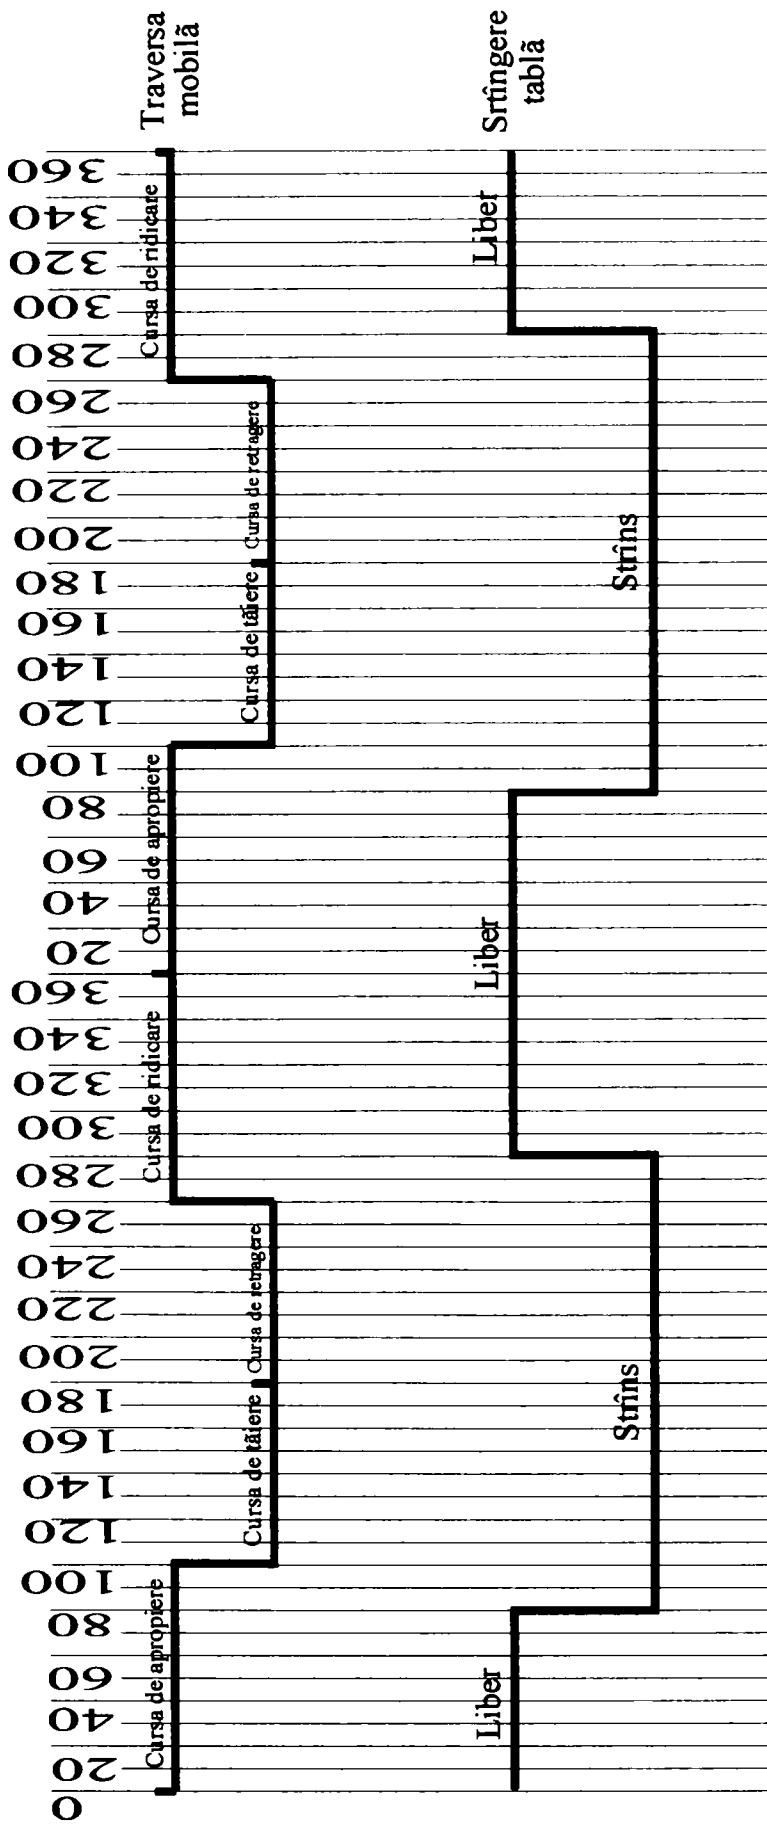 Traversa
mobilă
Cursa de apropiere
Cursa de tăiere
Cursa de retragere
Cursa de ridicare
Cursa de apropiere
Cursa de tăiere
Cursa de retragere
Cursa de ridicare
Srtîngere
tablă
Liber
Strîns
Liber
Strîns
Liber
0
20
40
60
80
100
120
140
160
180
200
220
240
260
280
300
320
340
360
20
40
60
80
100
120
140
160
180
200
220
240
260
280
300
320
340
360